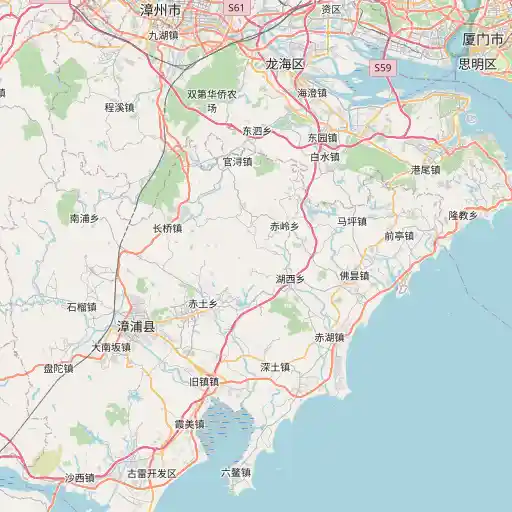 漳州市
S61
资区
厦门市
九湖镇
龙海区
思明区
S59
程溪镇
双第华侨农
场
海澄镇
东泗乡
东园镇
官浔镇
白水镇
港尾镇
南浦乡
长桥镇
赤岭乡
马坪镇
隆教乡
前亭镇
湖西乡
佛昙镇
石榴镇
赤土乡
漳浦县
大南坂镇
赤湖镇
盘陀镇
深土镇
旧镇镇
霞美镇
沙西镇
古雷开发区
六鳌镇